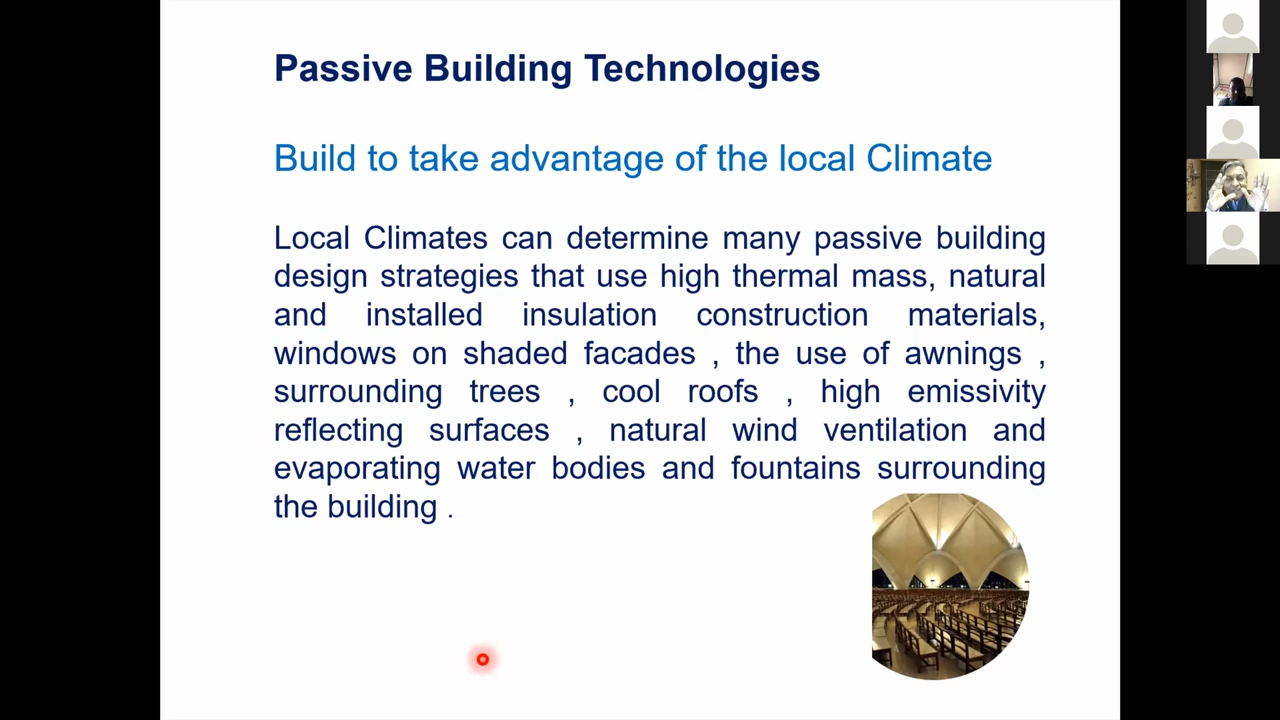 Passive Building Technologies
Build to take advantage of the local Climate
Local Climates can determine many passive building
design strategies that use high thermal mass, natural
and installed insulation construction materials,
windows on shaded facades , the use of awnings ,
surrounding trees , cool roofs , high emissivity
reflecting surfaces , natural wind ventilation and
evaporating water bodies and fountains surrounding
the building .